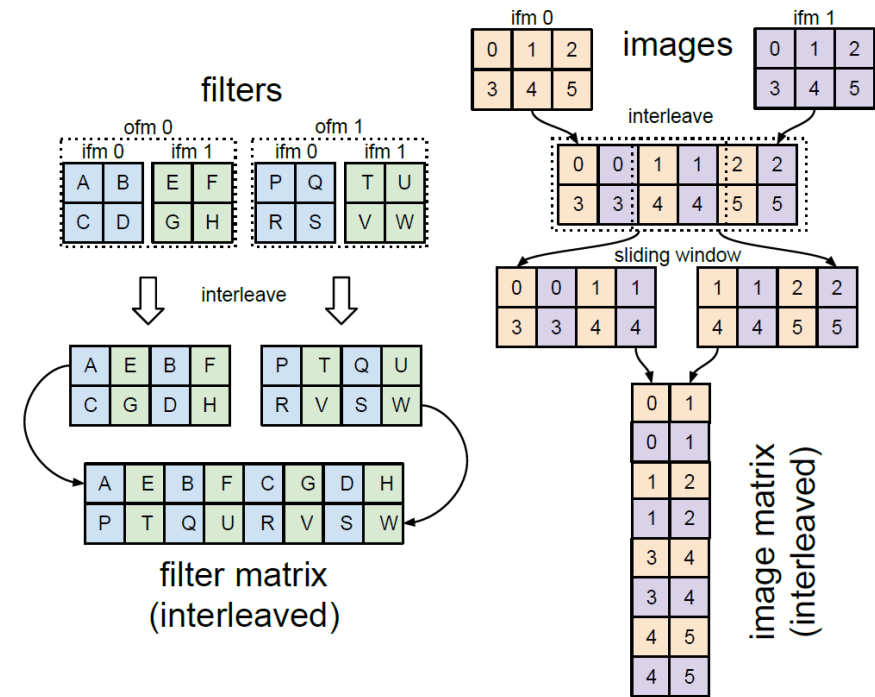 filters
ofm 0
ofm 1
ifm 0
ifm 1
ifm 0
ifm 1
A B E F P Q T U
C D G H R S V W
interleave
A E B F P T Q U
C G D H R V S W
A E B F C G D H
P T Q U R V S W
filter matrix
(interleaved)
ifm 0
images
ifm 1
0 1 2 0 1 2
3 4 5 3 4 5
interleave
0 0 1 1 2 2
3 3 4 4 5 5
sliding window
0 0 1 1 1 1 2 2
3 3 4 4 4 4 5 5
0 1
0 1
1 2
1 2
3 4
3 4
4 5
4 5
image matrix
(interleaved)